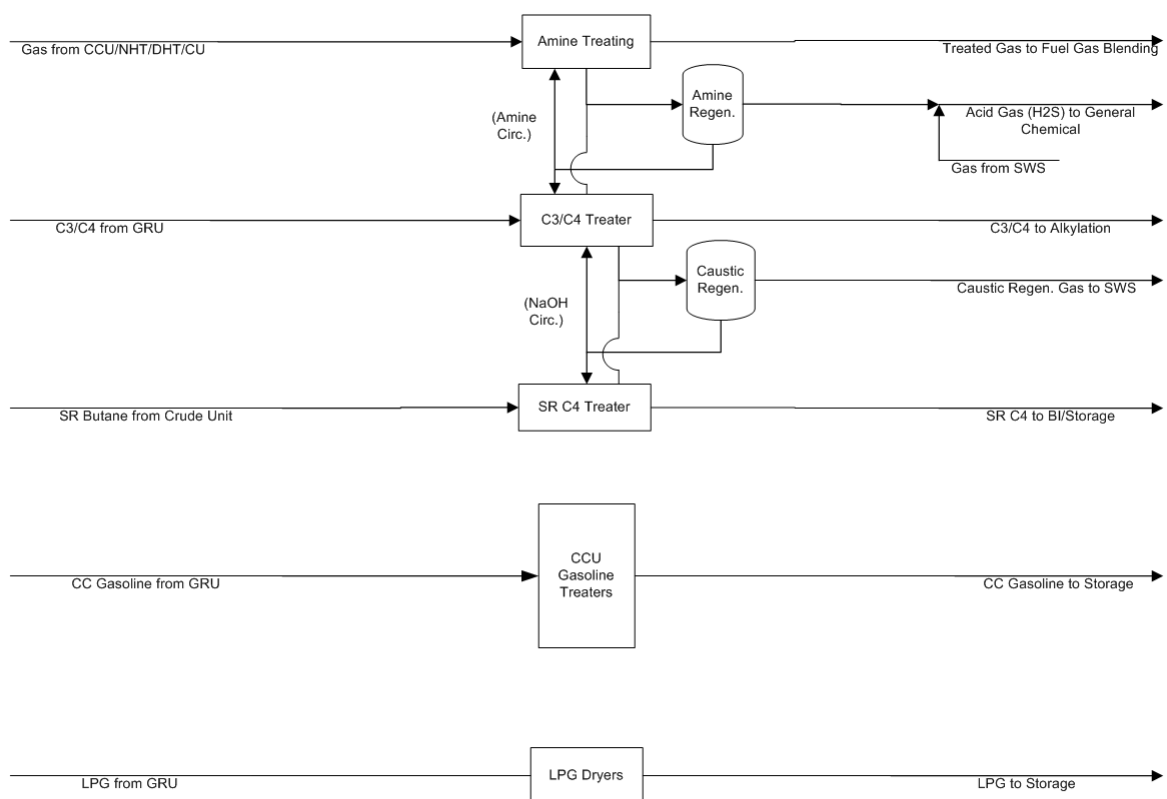 Amine Treating
Gas from CCU/NHT/DHT/CU
Treated Gas to Fuel Gas Blending
Amine
Regen.
(Amine
Circ.)
Acid Gas (H2S) to General
Chemical
Gas from SWS
C3/C4 from GRU
C3/C4 Treater
C3/C4 to Alkylation
Caustic
Regen.
Caustic Regen. Gas to SWS
(NaOH
Circ.)
SR Butane from Crude Unit
SR C4 Treater
SR C4 to BI/Storage
CCU
Gasoline
Treaters
CC Gasoline from GRU
CC Gasoline to Storage
LPG from GRU
LPG Dryers
LPG to Storage